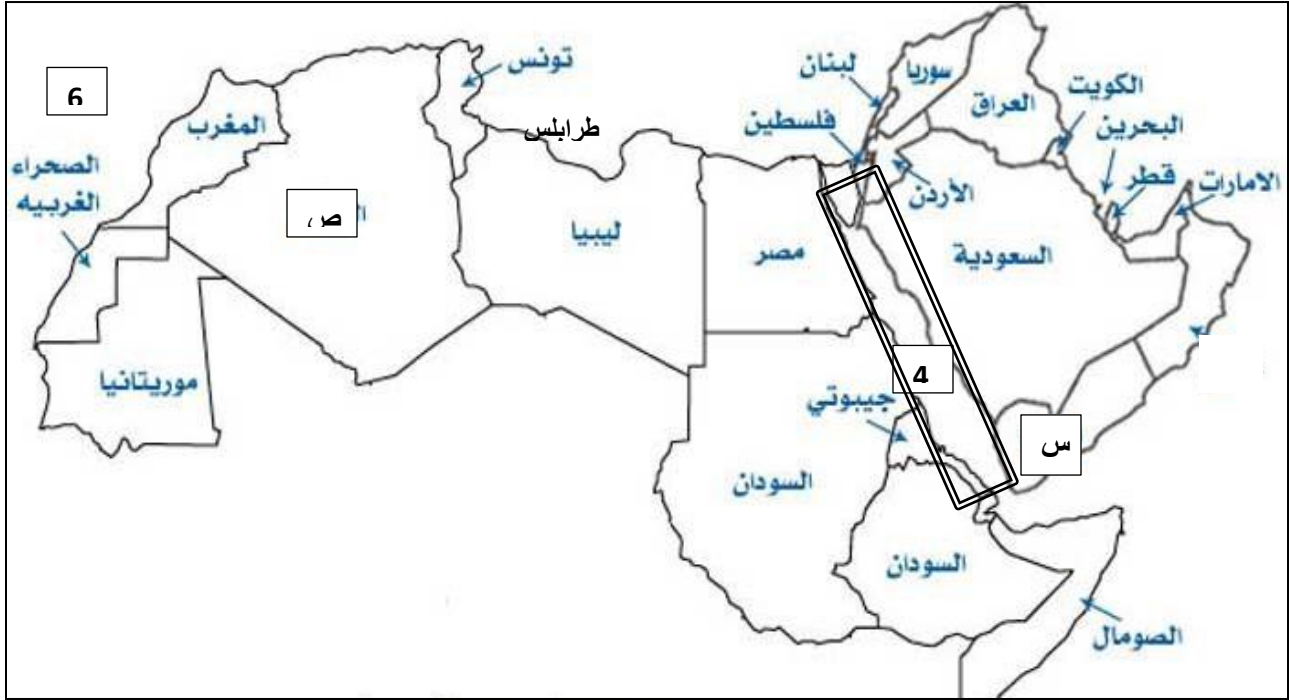 تونس
6
لبنان
سوريا
العراق
الكويت
البحرين
قطر
الامارات
المغرب
طرابلس
فلسطين
الأردن
الصحراء
الغربيه
ص
ليبيا
مصر
السعودية
موريتانيا
4
جيبوتي
س
السودان
السودان
الصومال